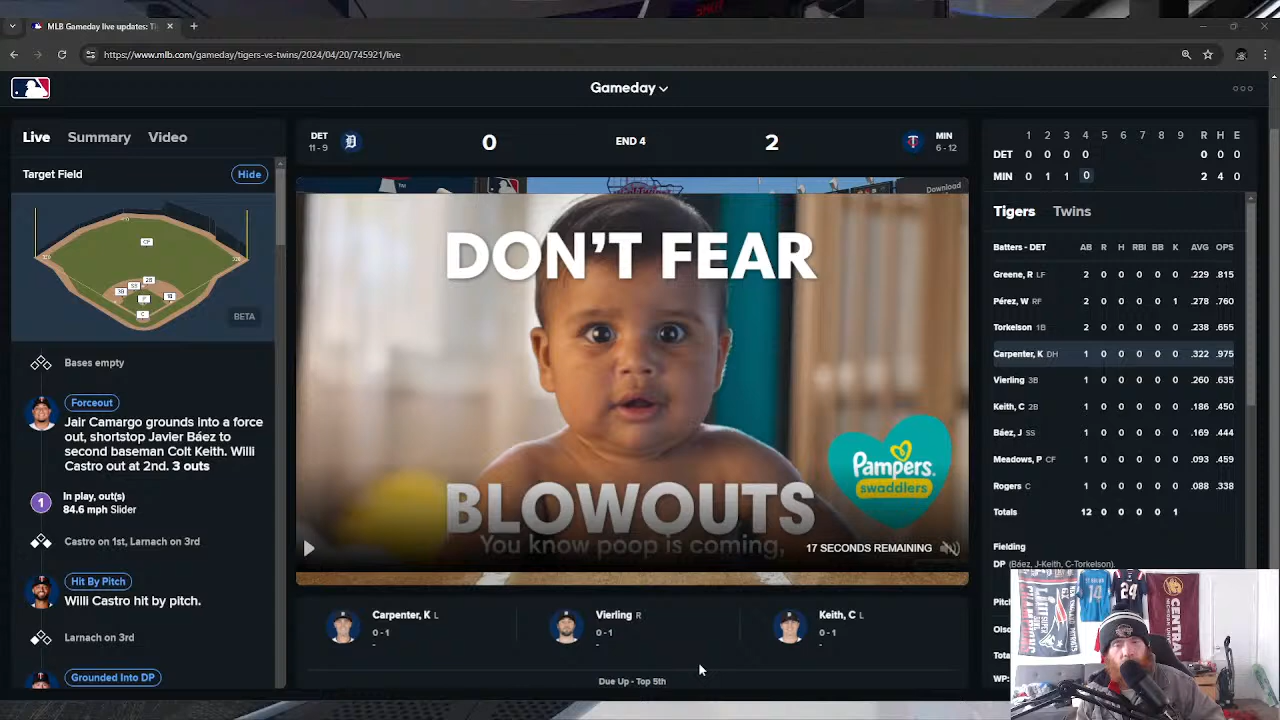 MLB Gameday live updates: Ti
https://www.mlb.com/gameday/tigers-vs-twins/2024/04/20/745921/live
Gameday
Live
Summary
Video
Target Field
Hide
CF
SS
2B
3B
P
1B
C
BETA
Bases empty
Forceout
Jair Camargo grounds into a force
out, shortstop Javier Báez to
second baseman Colt Keith. Willi
Castro out at 2nd. 3 outs
1
In play, out(s)
84.6 mph Slider
Castro on 1st, Larnach on 3rd
Hit By Pitch
Willi Castro hit by pitch.
Larnach on 3rd
Grounded Into DP
DET
11 - 9
0
END 4
2
MIN
6 - 12
Download
DON'T FEAR
BLOWOUTS
Pampers
swaddlers
You know poop is coming,
17 SECONDS REMAINING
Carpenter, K L
0 - 1
-
Vierling R
0 - 1
-
Keith, C L
0 - 1
-
Due Up - Top 5th
1 2 3 4 5 6 7 8 9 R H E
DET 0 0 0 0 0 0 0
MIN 0 1 1 0 2 4 0
Tigers
Twins
Batters - DET AB R H RBI BB K AVG OPS
Greene, R LF 2 0 0 0 0 0 .229 .815
Pérez, W RF 2 0 0 0 0 1 .278 .760
Torkelson 1B 2 0 0 0 0 0 .238 .655
Carpenter, K DH 1 0 0 0 0 0 .322 .975
Vierling 3B 1 0 0 0 0 0 .260 .635
Keith, C 2B 1 0 0 0 0 0 .186 .450
Báez, J SS 1 0 0 0 0 0 .169 .444
Meadows, P CF 1 0 0 0 0 0 .093 .459
Rogers C 1 0 0 0 0 0 .088 .338
Totals 12 0 0 0 0 1
Fielding
DP (Báez, J-Keith, C-Torkelson).
Pitch
Olso
Tota
WP:
14
24
CENTRAL